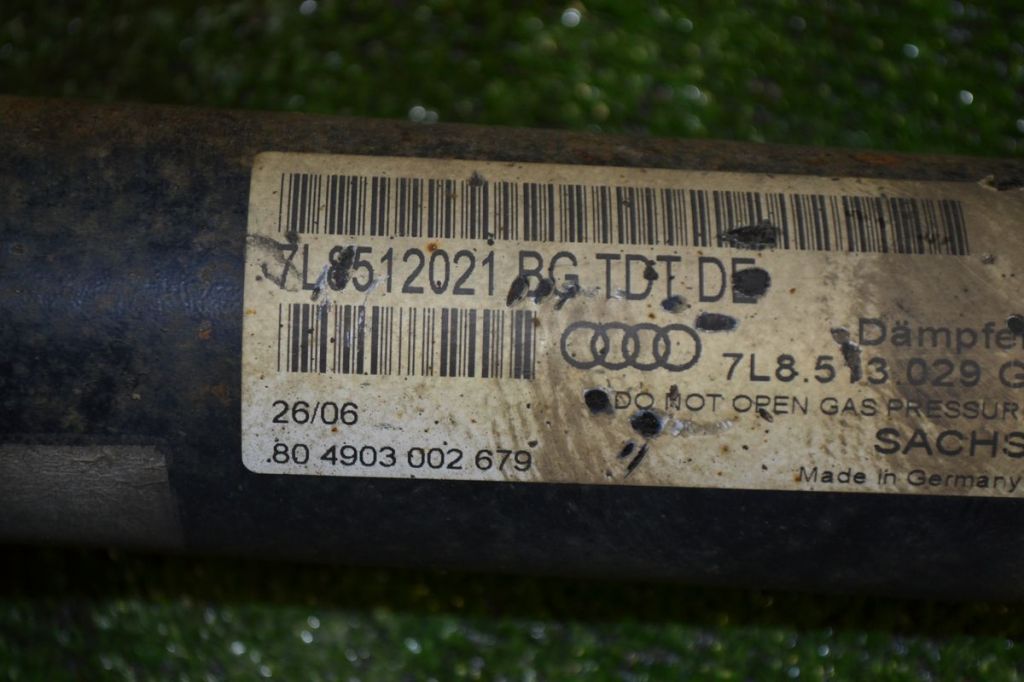 7L8512021 BG TDT DE
Dämpfer
7L8.513.029 G
DO NOT OPEN GAS PRESSUR
26/06
SACHS
80 4903 002 679
Made in Germany